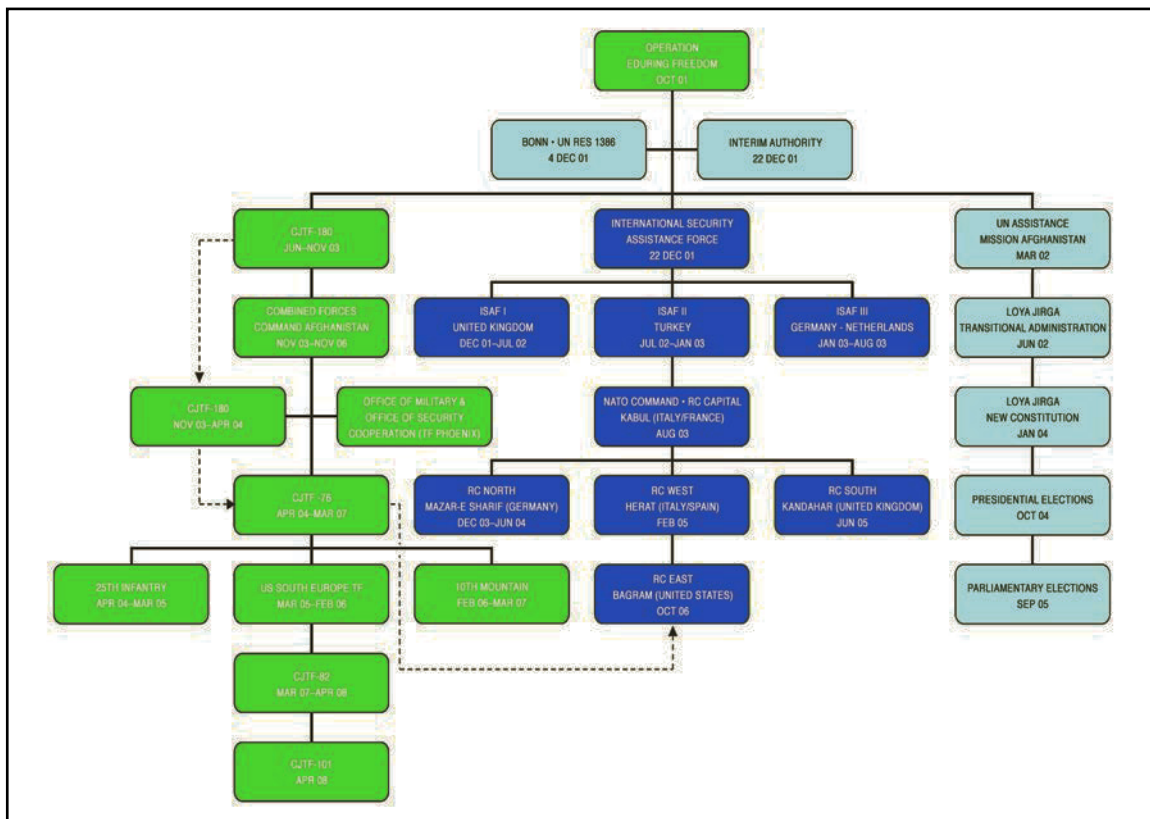 OPERATION
EDURING FREEDOM
OCT 01
BONN • UN RES 1386
4 DEC 01
INTERIM AUTHORITY
22 DEC 01
CJTF-180
JUN–NOV 03
INTERNATIONAL SECURITY
ASSISTANCE FORCE
22 DEC 01
UN ASSISTANCE
MISSION AFGHANISTAN
MAR 02
COMBINED FORCES
COMMAND AFGHANISTAN
NOV 03–NOV 06
ISAF I
UNITED KINGDOM
DEC 01–JUL 02
ISAF II
TURKEY
JUL 02–JAN 03
ISAF III
GERMANY - NETHERLANDS
JAN 03–AUG 03
LOYA JIRGA
TRANSITIONAL ADMINISTRATION
JUN 02
CJTF-180
NOV 03–APR 04
OFFICE OF MILITARY &
OFFICE OF SECURITY
COOPERATION (TF PHOENIX)
NATO COMMAND • RC CAPITAL
KABUL (ITALY/FRANCE)
AUG 03
LOYA JIRGA
NEW CONSTITUTION
JAN 04
CJTF -76
APR 04–MAR 07
RC NORTH
MAZAR-E SHARIF (GERMANY)
DEC 03–JUN 04
RC WEST
HERAT (ITALY/SPAIN)
FEB 05
RC SOUTH
KANDAHAR (UNITED KINGDOM)
JUN 05
PRESIDENTIAL ELECTIONS
OCT 04
25TH INFANTRY
APR 04–MAR 05
US SOUTH EUROPE TF
MAR 05–FEB 06
10TH MOUNTAIN
FEB 06–MAR 07
RC EAST
BAGRAM (UNITED STATES)
OCT 06
PARLIAMENTARY ELECTIONS
SEP 05
CJTF-82
MAR 07–APR 08
CJTF-101
APR 08